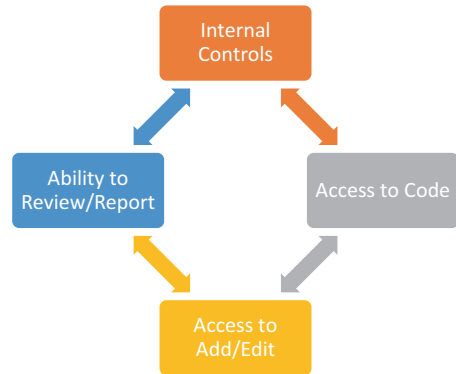 Internal
Controls
Ability to
Review/Report
Access to Code
Access to
Add/Edit